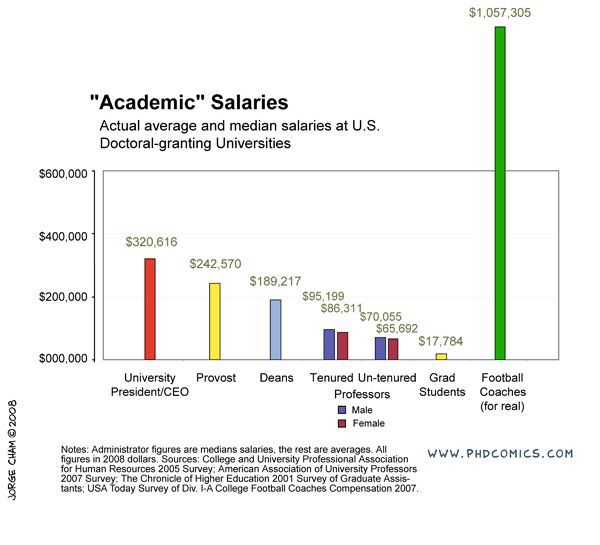 $1,057,305
"Academic" Salaries
Actual average and median salaries at U.S.
Doctoral-granting Universities
$600,000
$400,000
$200,000
$000,000
$320,616
$242,570
$189,217
$95,199
$86,311
$70,055
$65,692
$17,784
University
President/CEO
Provost
Deans
Tenured Un-tenured
Professors
Male
Female
Grad
Students
Football
Coaches
(for real)
Notes: Administrator figures are medians salaries, the rest are averages. All
figures in 2008 dollars. Sources: College and University Professional Association
for Human Resources 2005 Survey; American Association of University Professors
2007 Survey; The Chronicle of Higher Education 2001 Survey of Graduate Assis-
tants; USA Today Survey of Div. I-A College Football Coaches Compensation 2007.
WWW.PHDCOMICS.COM
JORGE CHAM © 2008